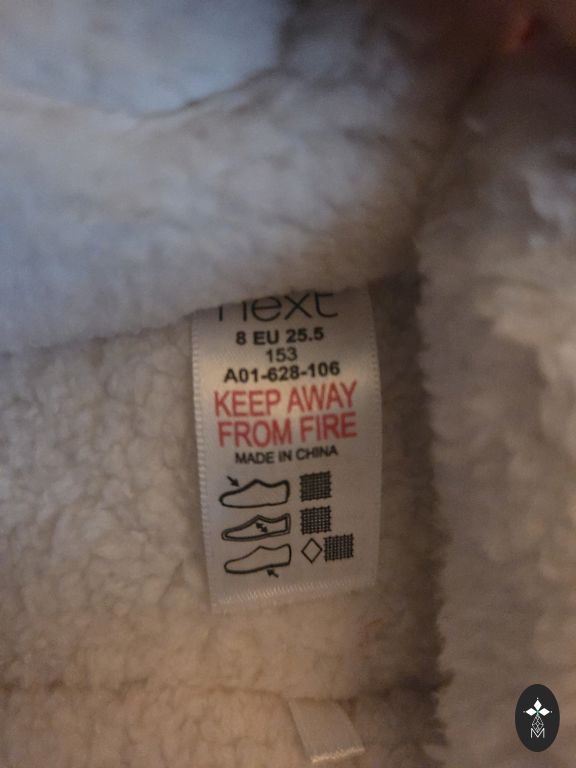 next
8 EU 25.5
153
A01-628-106
KEEP AWAY
FROM FIRE
MADE IN CHINA
M